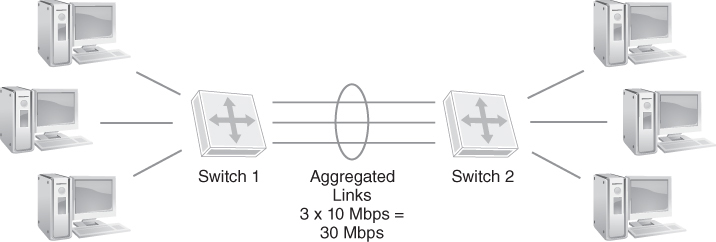 Switch 1
Aggregated
Links
3 x 10 Mbps =
30 Mbps
Switch 2